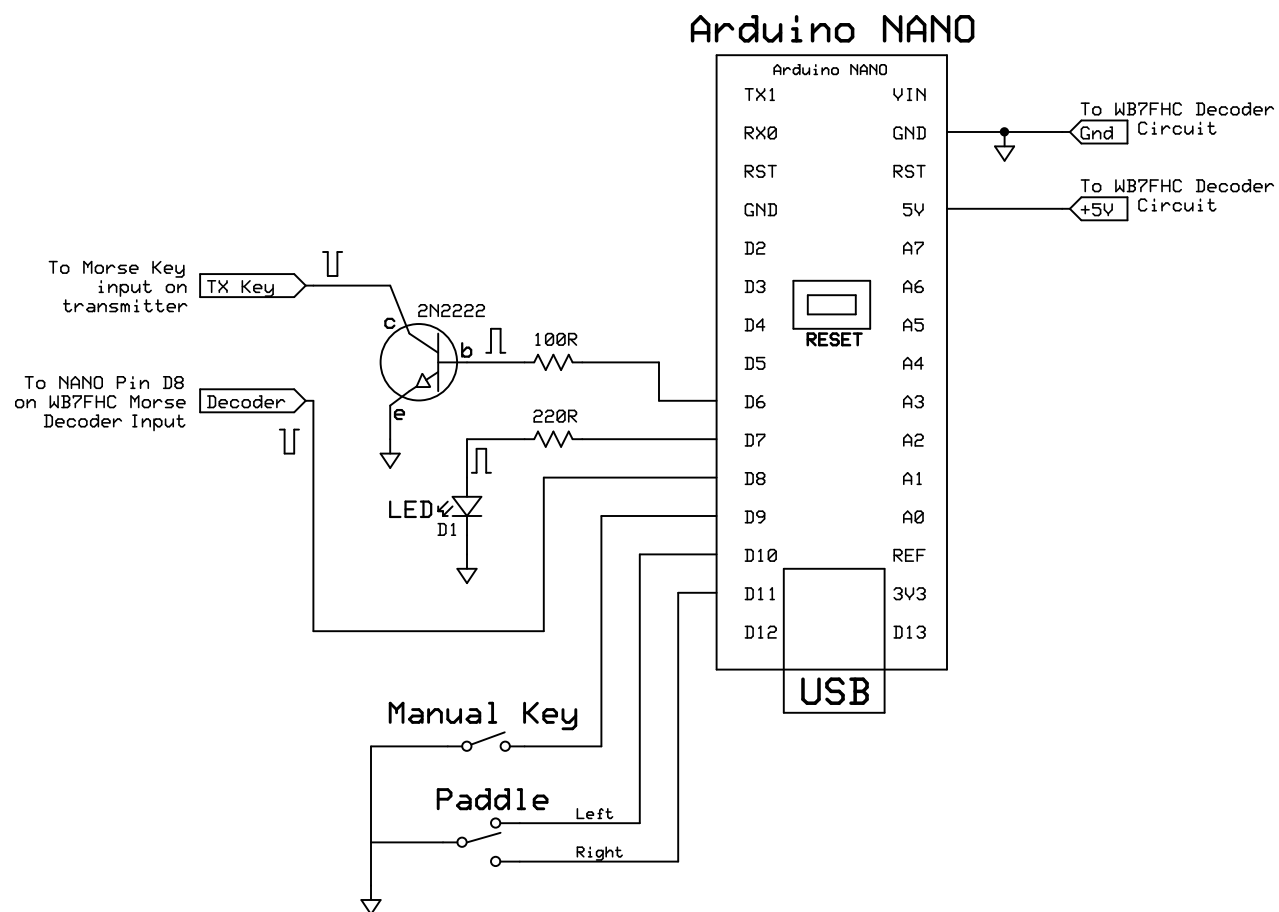 Arduino NANO
Arduino NANO
TX1
VIN
RX0
GND
RST
RST
GND
5V
D2
A7
D3
A6
D4
A5
D5
A4
D6
A3
D7
A2
D8
A1
D9
A0
D10
REF
D11
3V3
D12
D13
RESET
USB
To WB7FHC Decoder
Gnd
Circuit
To WB7FHC Decoder
+5V
Circuit
To Morse Key
input on
transmitter
TX Key
2N2222
c
b
e
100R
To NANO Pin D8
on WB7FHC Morse
Decoder Input
Decoder
220R
LED
D1
Manual Key
Paddle
Left
Right